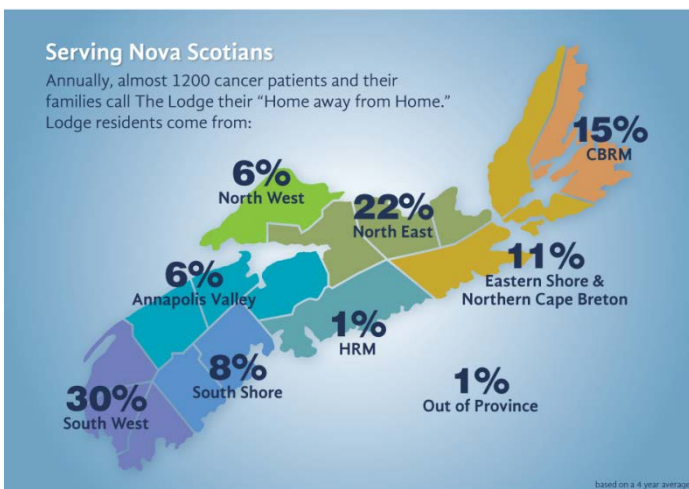 Serving Nova Scotians
Annually, almost 1200 cancer patients and their
families call The Lodge their “Home away from Home.”
Lodge residents come from:
15%
CBRM
6%
North West
22%
North East
11%
Eastern Shore &
Northern Cape Breton
6%
Annapolis Valley
1%
HRM
8%
South Shore
30%
South West
1%
Out of Province
based on a 4 year average